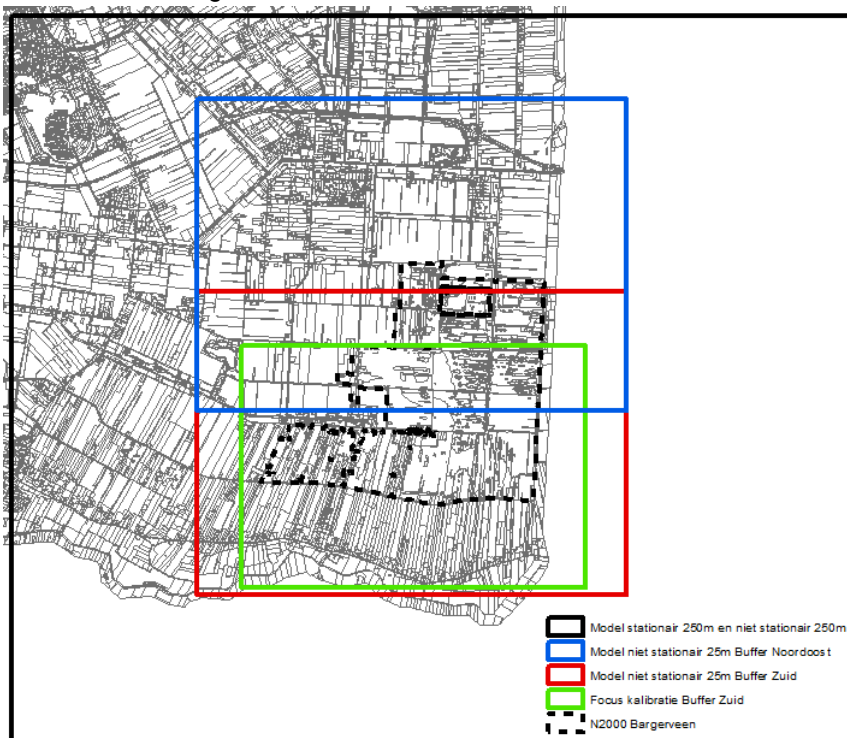 Model stationair 250m en niet stationair 250m
Model niet stationair 25m Buffer Noordoost
Model niet stationair 25m Buffer Zuid
Focus kalibratie Buffer Zuid
N2000 Bargerveen